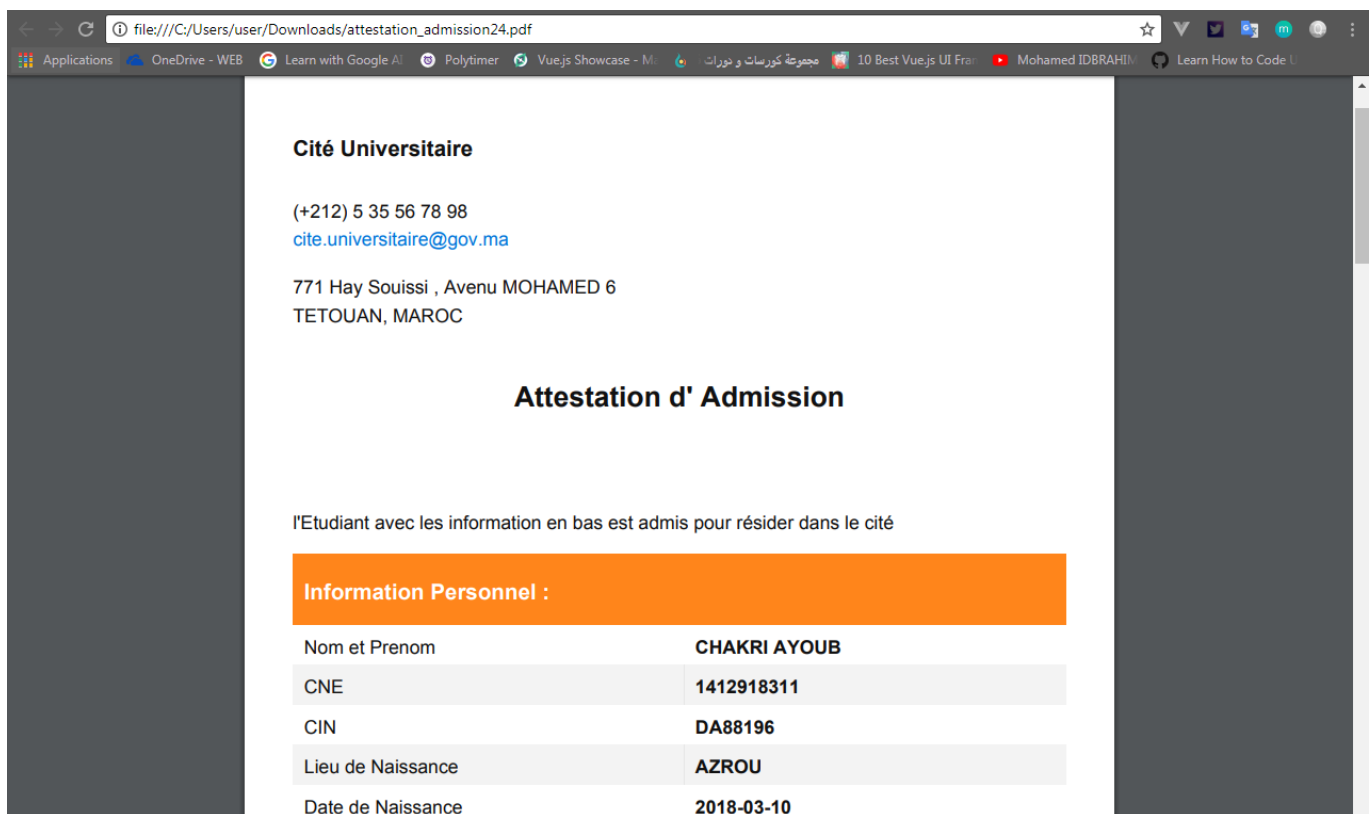 file:///C:/Users/user/Downloads/attestation_admission24.pdf
Applications OneDrive - WEB Learn with Google AI Polytimer Vue.js Showcase - M مجموعة كورسات و دورات 10 Best Vue.js UI Fran Mohamed IDBRAHIM Learn How to Code U
Cité Universitaire
(+212) 5 35 56 78 98
cite.universitaire@gov.ma
771 Hay Souissi , Avenu MOHAMED 6
TETOUAN, MAROC
Attestation d' Admission
l'Etudiant avec les information en bas est admis pour résider dans le cité
Information Personnel :
Nom et Prenom CHAKRI AYOUB
CNE 1412918311
CIN DA88196
Lieu de Naissance AZROU
Date de Naissance 2018-03-10